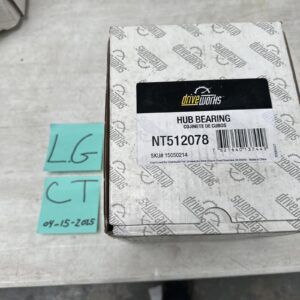 driveworks
HUB BEARING
COJINETE DE CUBOS
NT512078
SKU# 15050214
LG
CT
04-15-2025